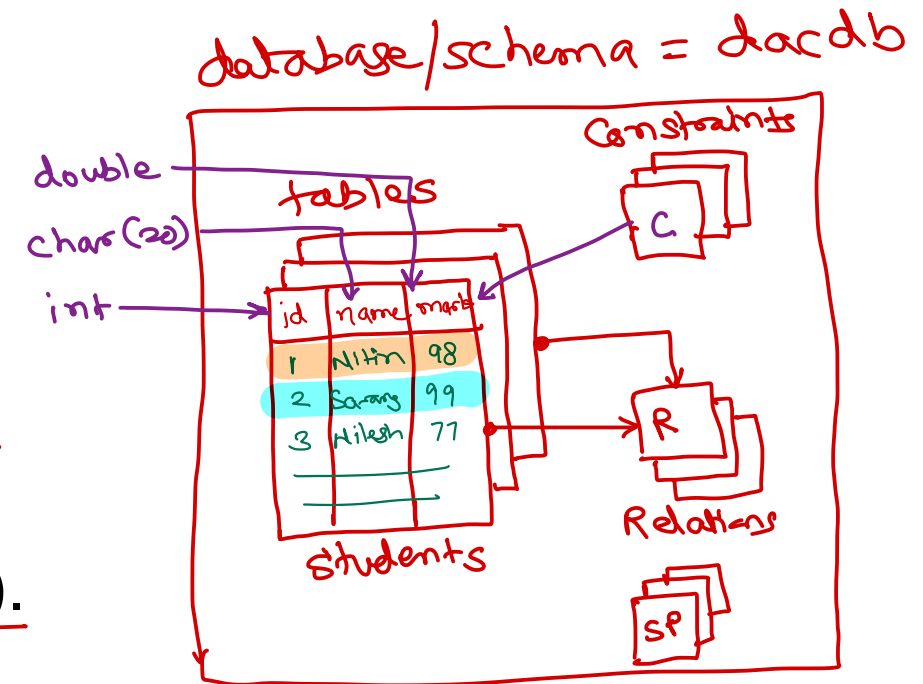 database/schema = dacdb
Constraints
double
tables
char(20)
C
int
id name marks
1 Nitin 98
2 Sarang 99
3 Nilesh 77
R
Relations
students
).
SP